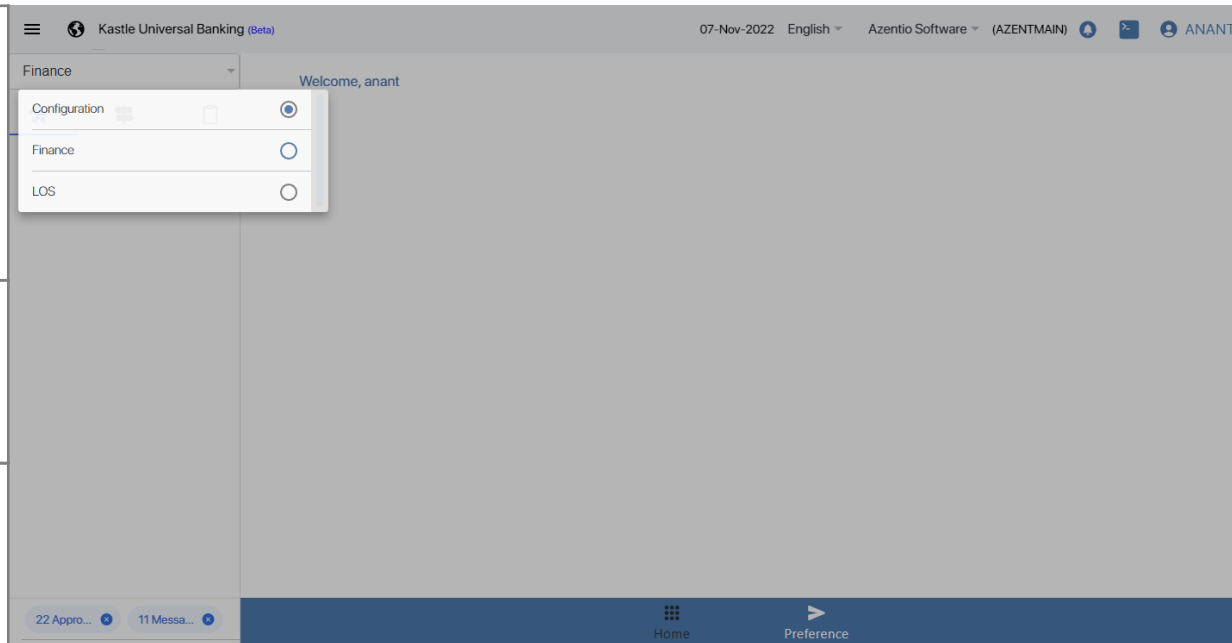 Kastle Universal Banking (Beta)
07-Nov-2022 English Azentio Software (AZENTMAIN) ANANT
Finance
Welcome, anant
Configuration
Finance
LOS
22 Appro... 11 Messa...
Home Preference